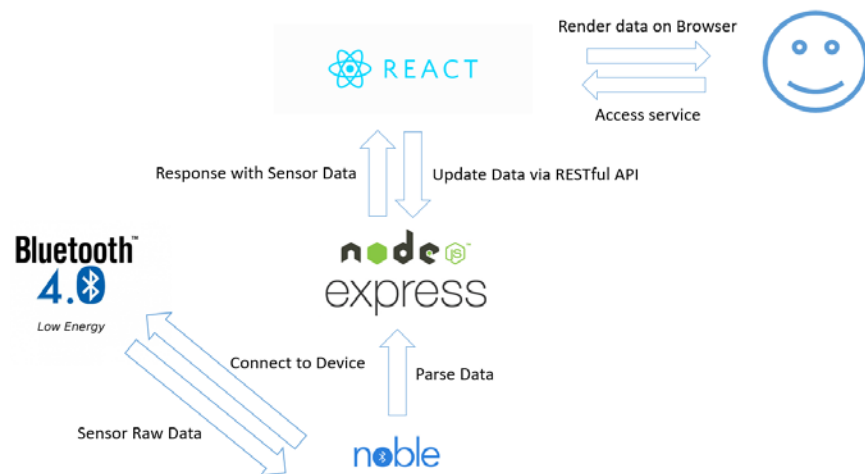 Render data on Browser
REACT
Access service
Response with Sensor Data
Update Data via RESTful API
Bluetooth™
4.0
Low Energy
node JS™
express
Connect to Device
Parse Data
Sensor Raw Data
noble